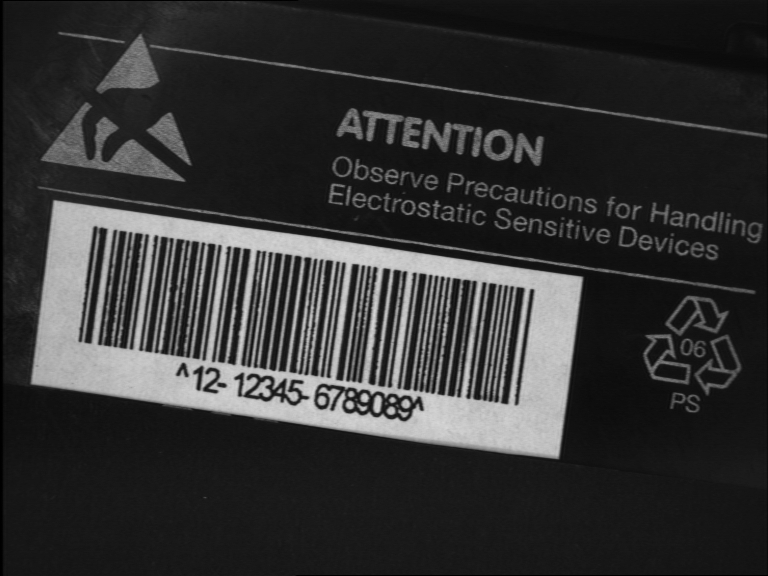 ATTENTION
Observe Precautions for Handling
Electrostatic Sensitive Devices
^12- 12345- 6789089^
06
PS